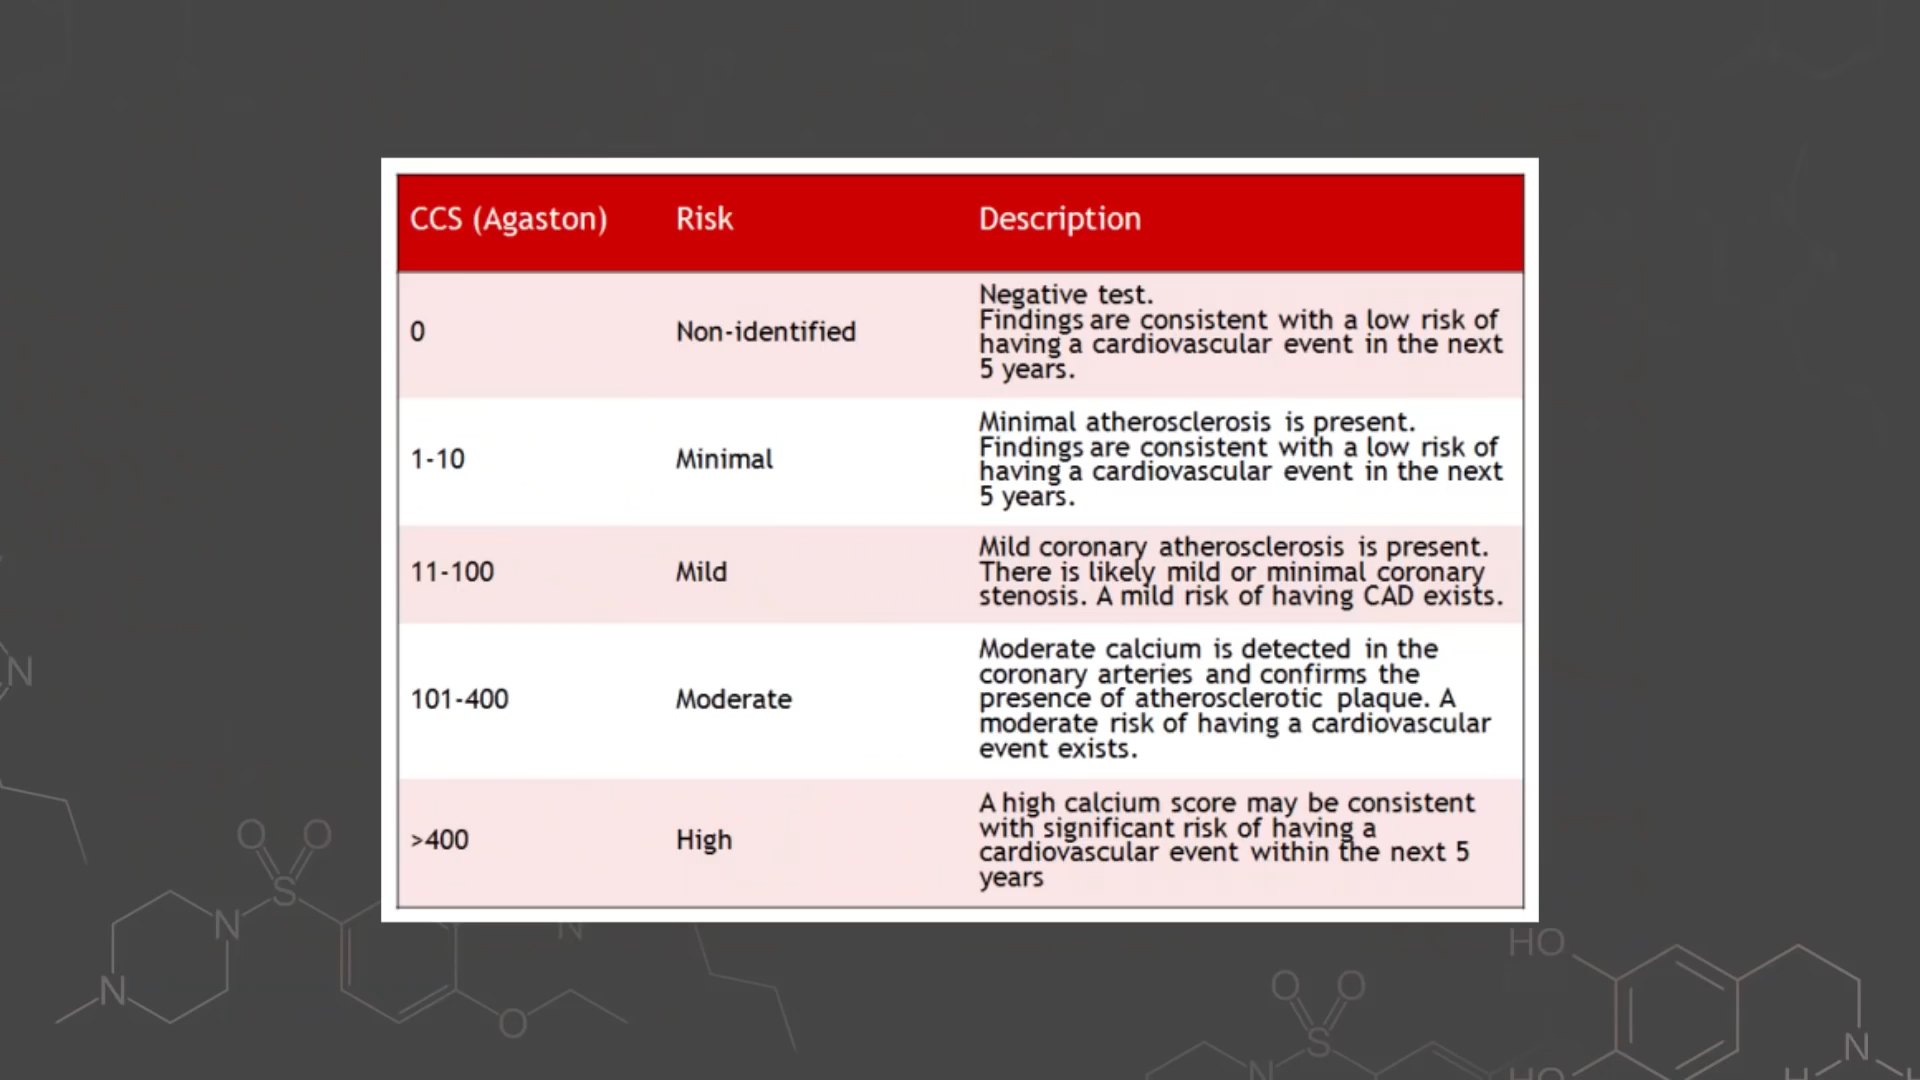 CCS (Agaston) Risk Description
0 Non-identified
Negative test.
Findings are consistent with a low risk of
having a cardiovascular event in the next
5 years.
1-10 Minimal
Minimal atherosclerosis is present.
Findings are consistent with a low risk of
having a cardiovascular event in the next
5 years.
11-100 Mild
Mild coronary atherosclerosis is present.
There is likely mild or minimal coronary
stenosis. A mild risk of having CAD exists.
101-400 Moderate
Moderate calcium is detected in the
coronary arteries and confirms the
presence of atherosclerotic plaque. A
moderate risk of having a cardiovascular
event exists.
>400 High
A high calcium score may be consistent
with significant risk of having a
cardiovascular event within the next 5
years
N
O O
S
N
N
N
O
HO
O O
S
N
N
HO
H